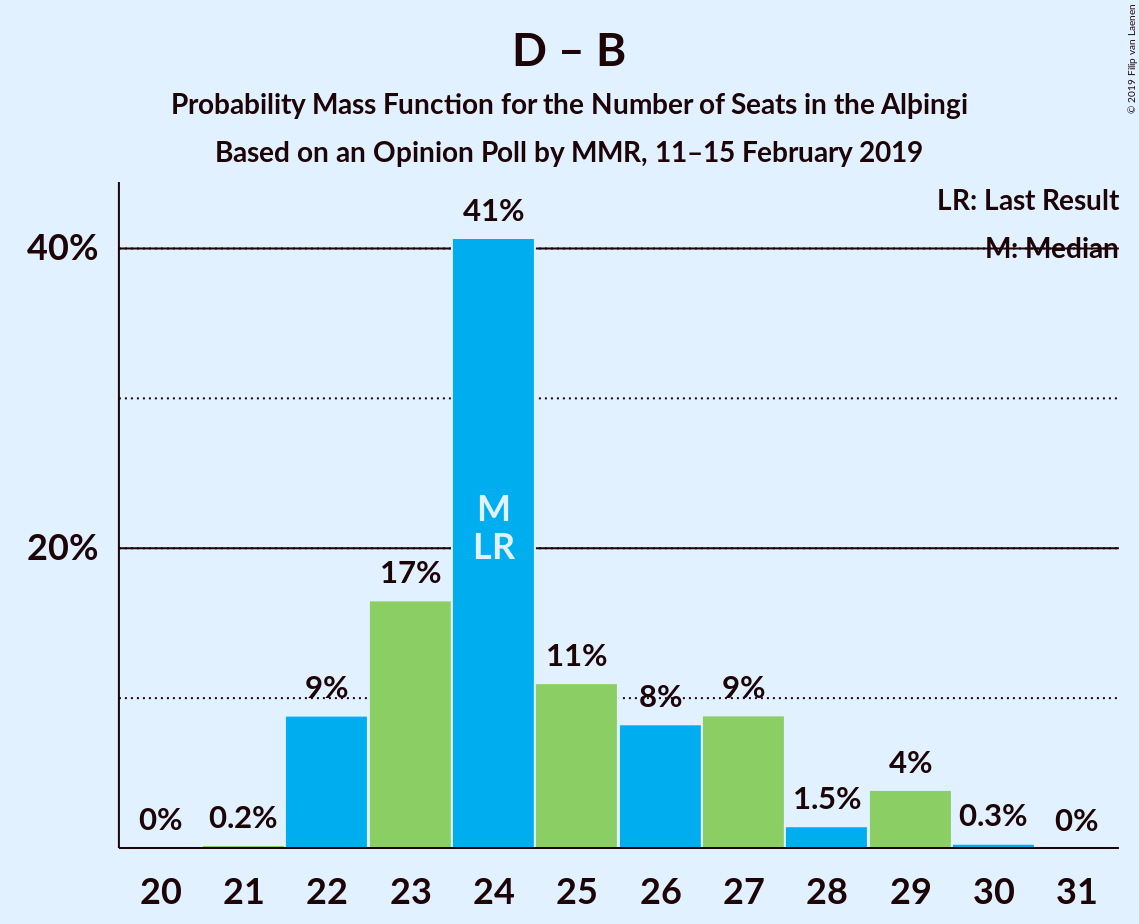 D – B
Probability Mass Function for the Number of Seats in the Alþingi
Based on an Opinion Poll by MMR, 11–15 February 2019
© 2019 Filip van Laenen
LR: Last Result
M: Median
40%
20%
0%
0.2%
9%
17%
41%
11%
8%
9%
1.5%
4%
0.3%
0%
M
LR
20 21 22 23 24 25 26 27 28 29 30 31